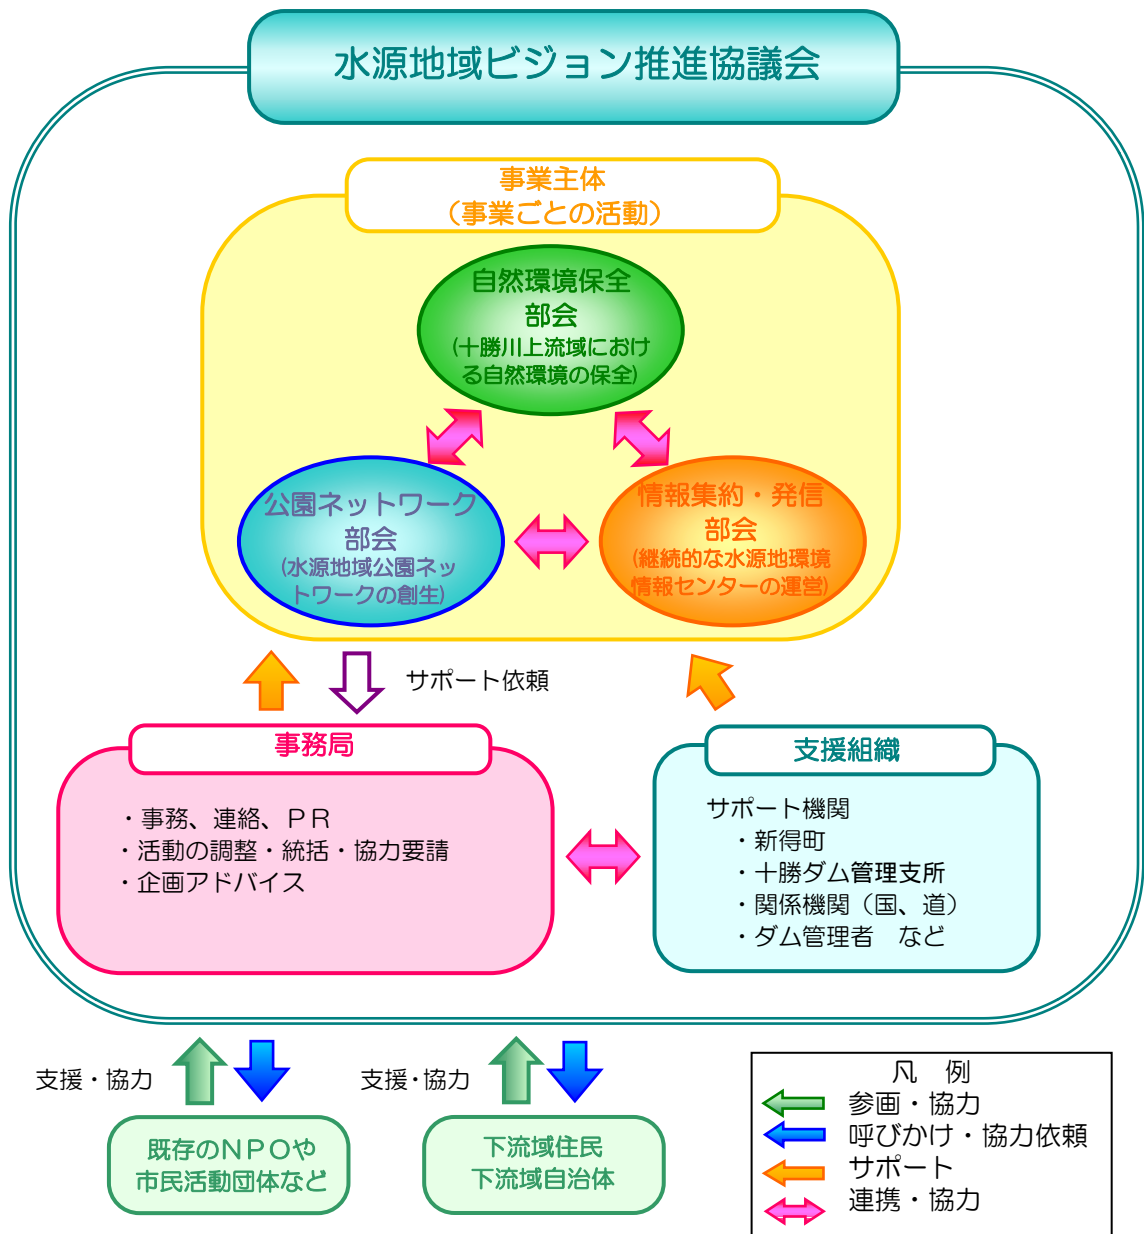 水源地域ビジョン推進協議会
事業主体
（事業ごとの活動）
自然環境保全
部会
(十勝川上流域におけ
る自然環境の保全)
公園ネットワーク
部会
(水源地域公園ネッ
トワークの創生)
情報集約・発信
部会
(継続的な水源地環境
情報センターの運営)
サポート依頼
事務局
・事務、連絡、ＰＲ
・活動の調整・統括・協力要請
・企画アドバイス
支援組織
サポート機関
・新得町
・十勝ダム管理支所
・関係機関（国、道）
・ダム管理者　など
支援・協力
支援・協力
既存のＮＰＯや
市民活動団体など
下流域住民
下流域自治体
凡　例
参画・協力
呼びかけ・協力依頼
サポート
連携・協力